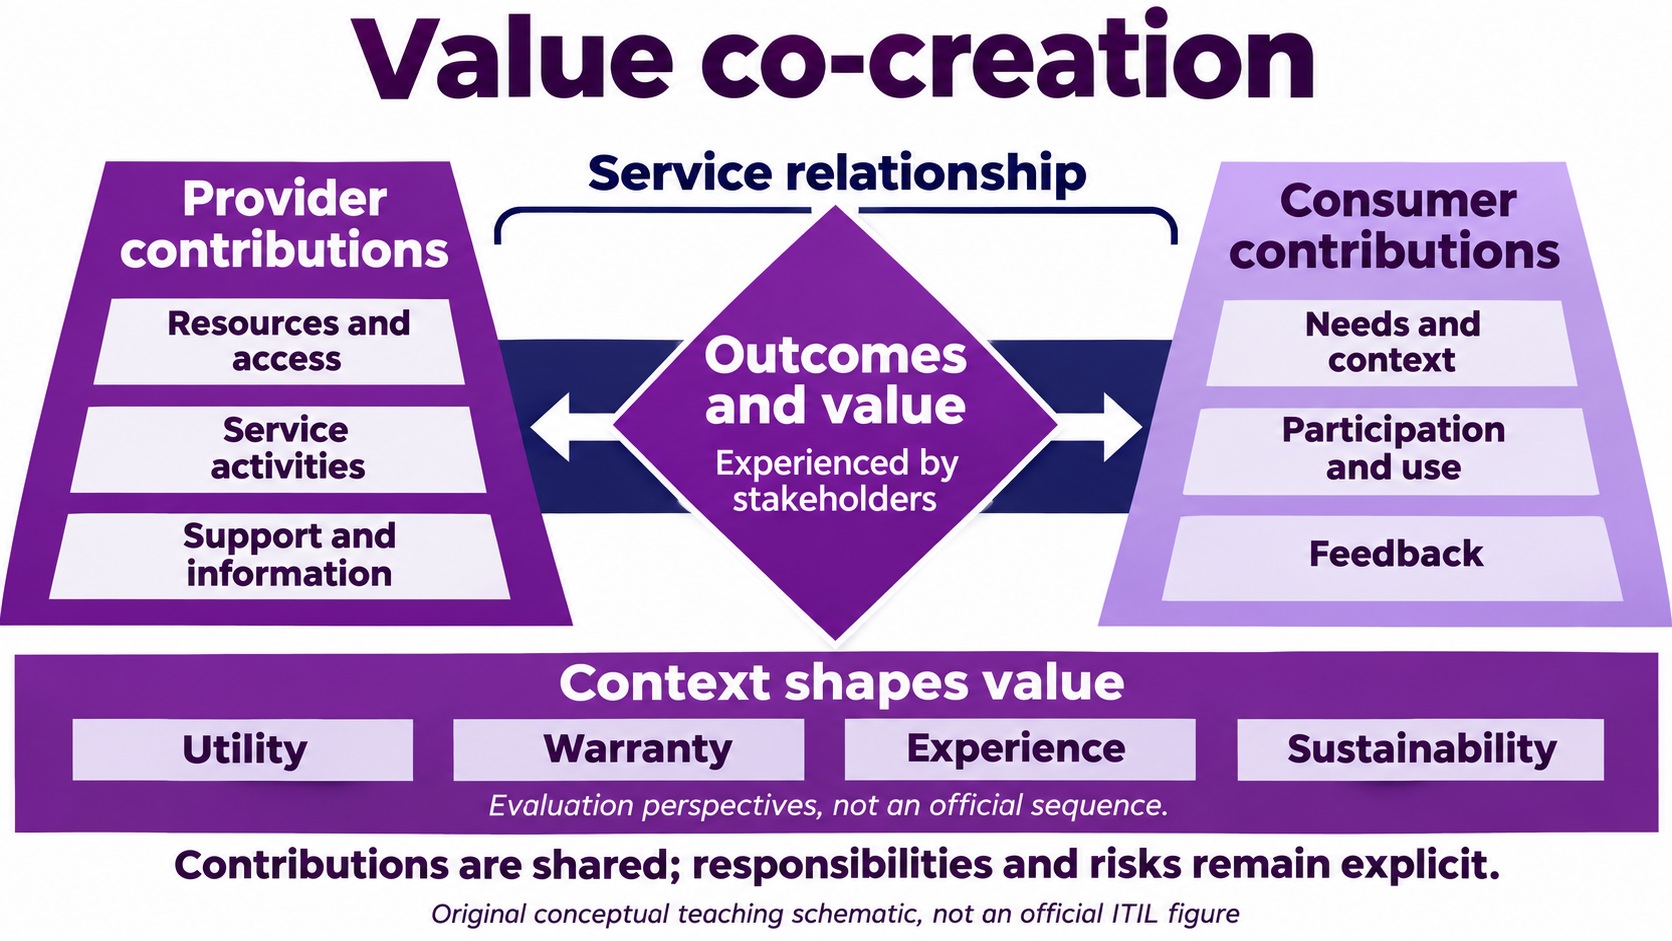 Value co-creation
Service relationship
Provider
contributions
Resources and
access
Service
activities
Support and
information
Outcomes
and value
Experienced by
stakeholders
Consumer
contributions
Needs and
context
Participation
and use
Feedback
Context shapes value
Utility
Warranty
Experience
Sustainability
Evaluation perspectives, not an official sequence.
Contributions are shared; responsibilities and risks remain explicit.
Original conceptual teaching schematic, not an official ITIL figure